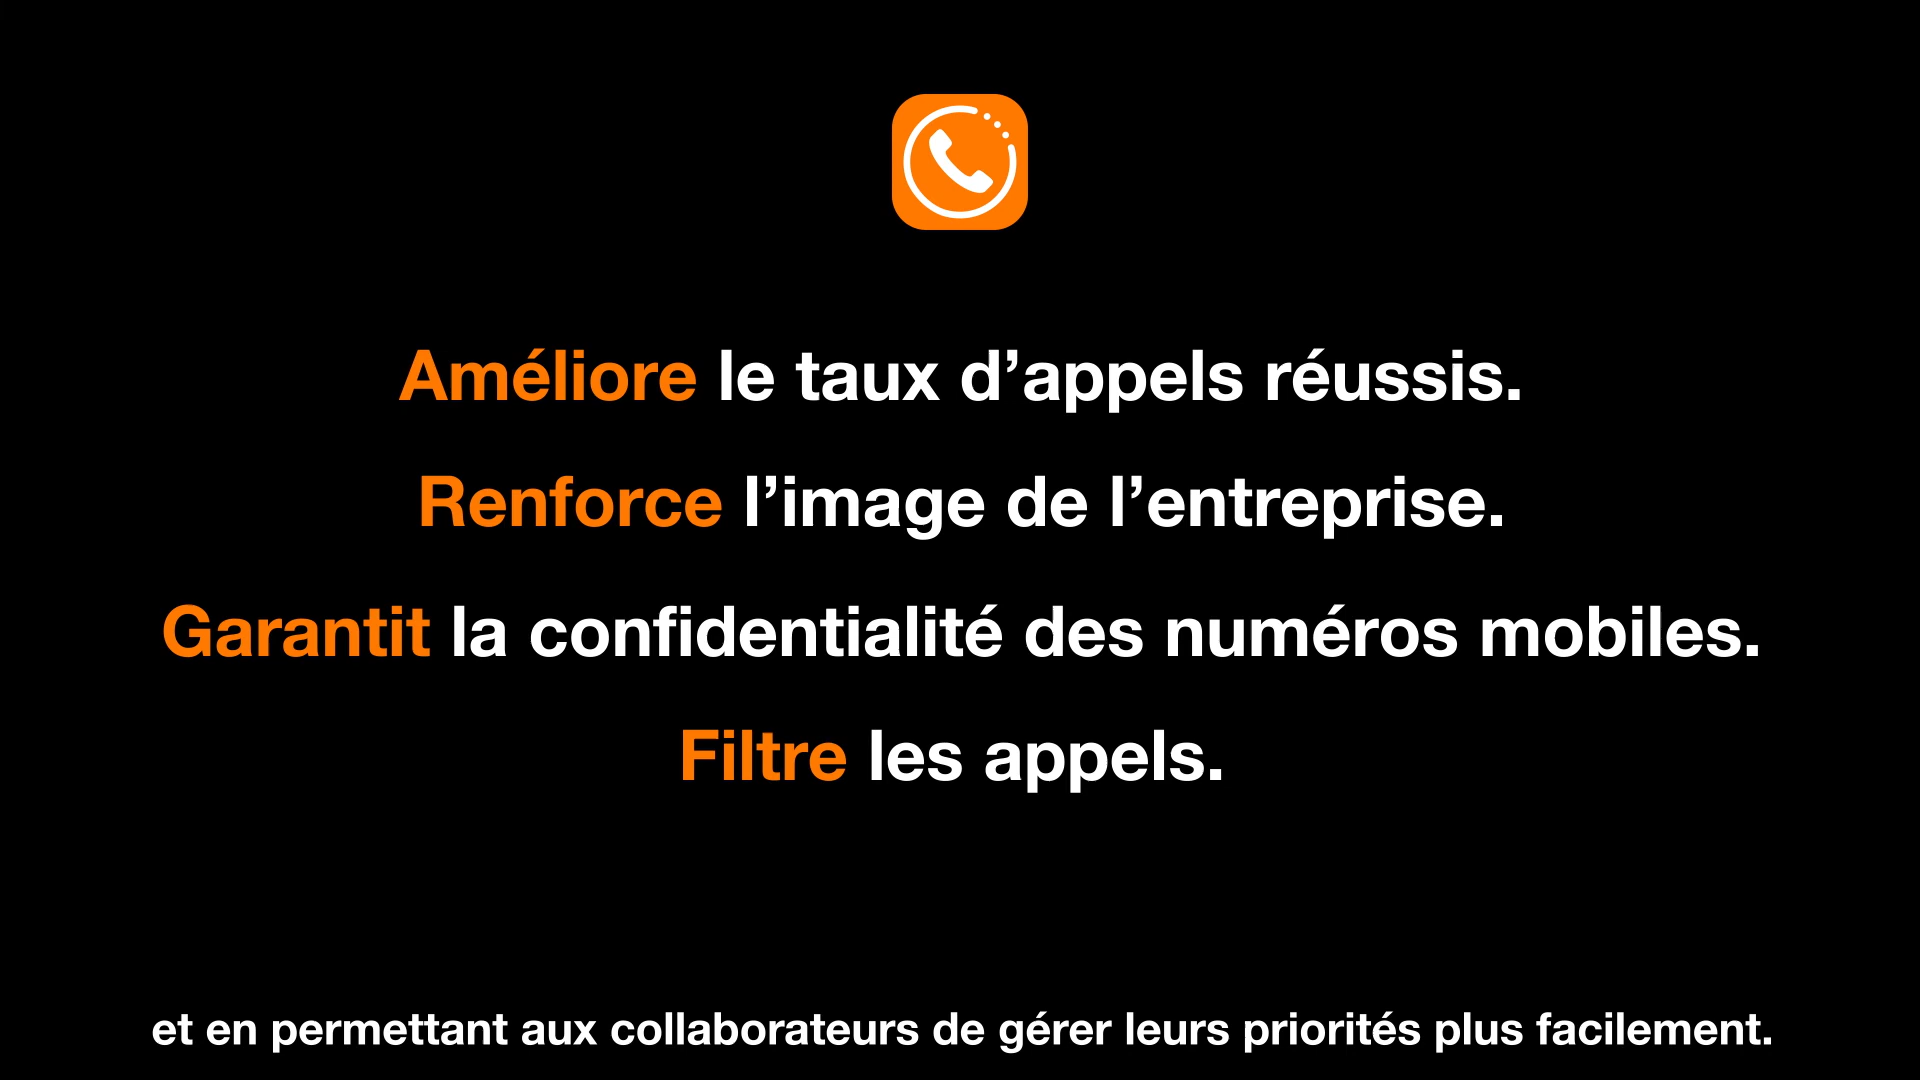 Améliore le taux d’appels réussis.
Renforce l’image de l’entreprise.
Garantit la confidentialité des numéros mobiles.
Filtre les appels.
et en permettant aux collaborateurs de gérer leurs priorités plus facilement.